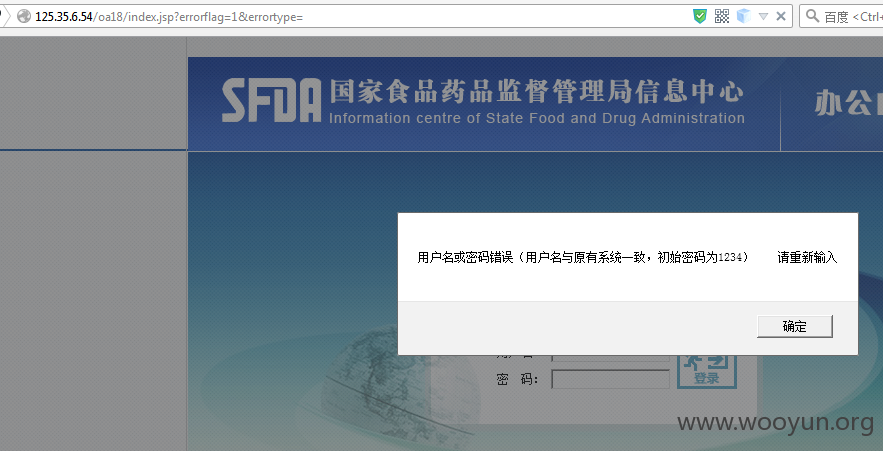 125.35.6.54/oa18/index.jsp?errorflag=1&errortype=
百度 <Ctrl+
SFDA 国家食品药品监督管理局信息中心
Information centre of State Food and Drug Administration
办公
用户名或密码错误（用户名与原有系统一致，初始密码为1234） 请重新输入
确定
密 码：
登录
www.wooyun.org